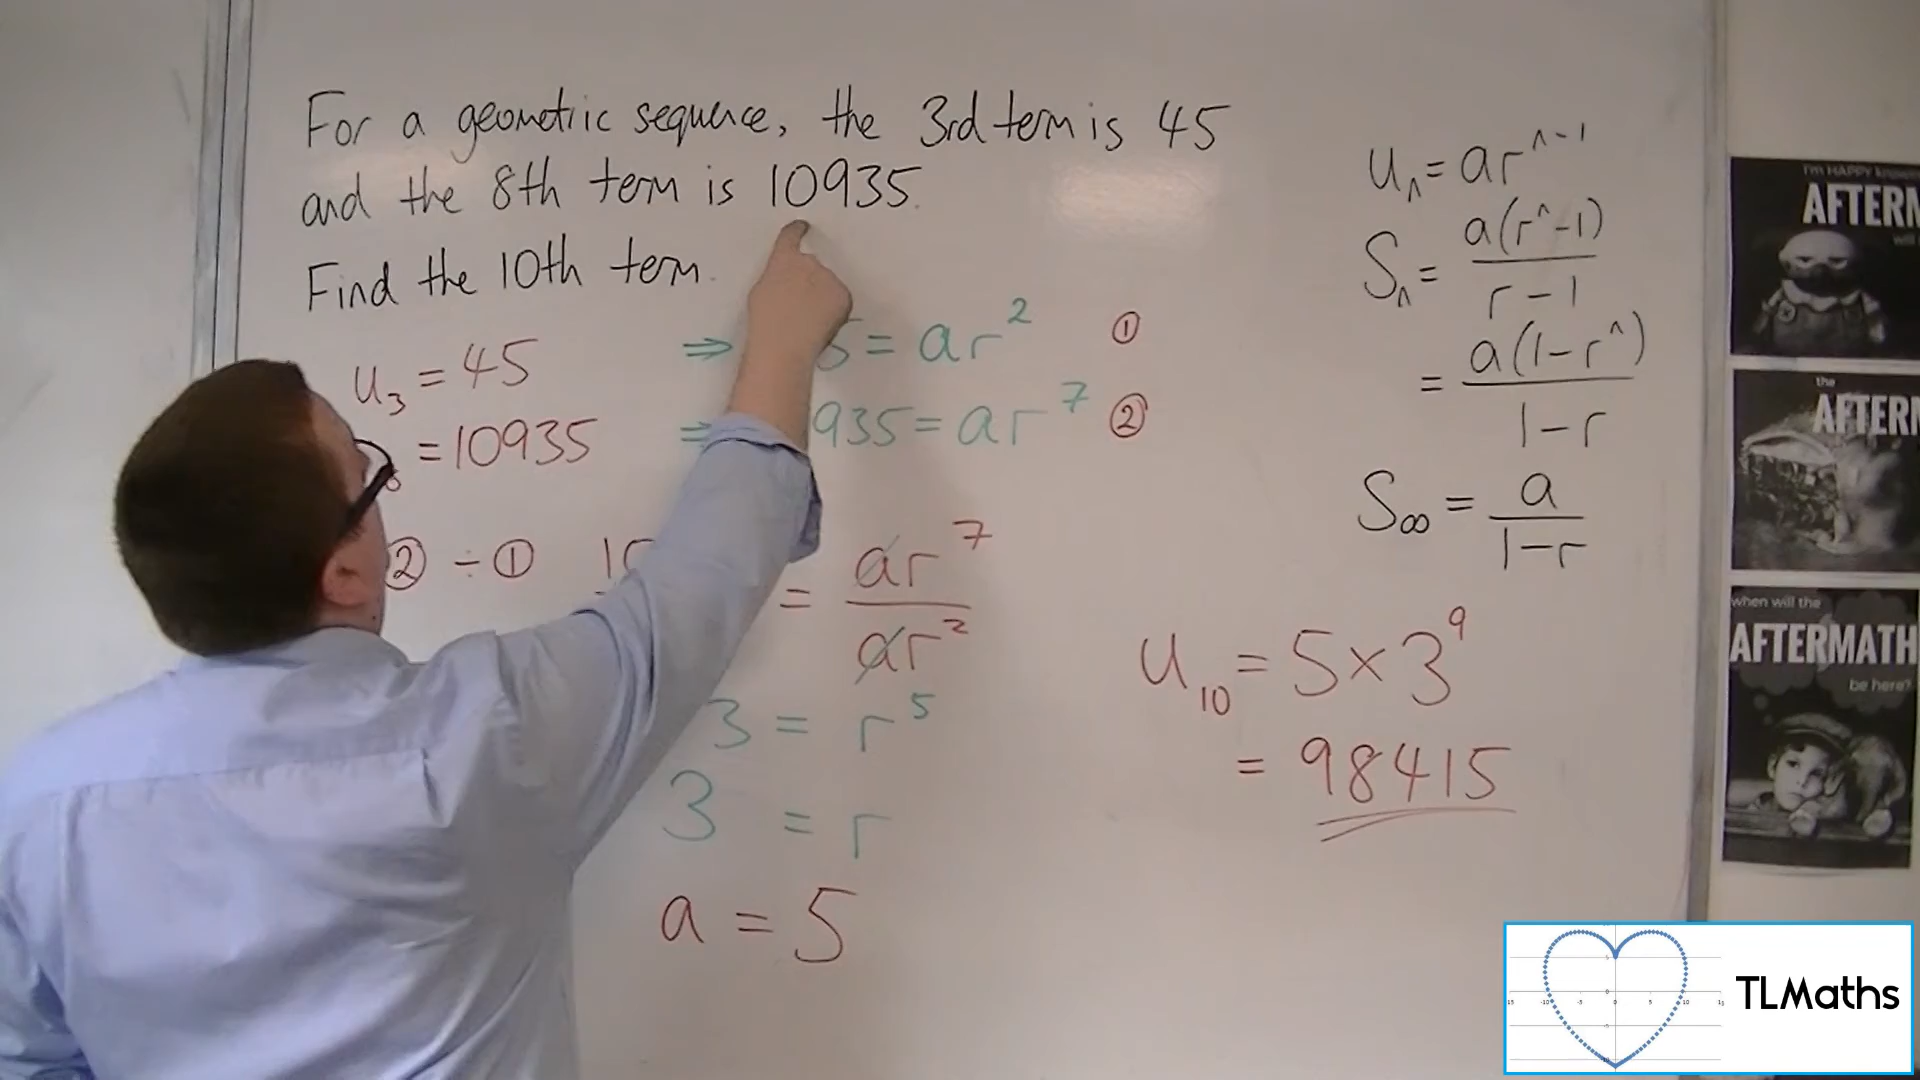 For a geometric sequence, the 3rd term is 45
and the 8th term is 10935.
Find the 10th term.
u₃ = 45 ⇒ 5 = ar² ①
= 10935 ⇒ 935 = ar⁷ ②
② ÷ ① = ar⁷ / ar²
3 = r⁵
3 = r
a = 5
uₙ = arⁿ⁻¹
Sₙ = a(rⁿ-1) / r-1
= a(1-rⁿ) / 1-r
S∞ = a / 1-r
u₁₀ = 5 × 3⁹
= 98415
I'M HAPPY
AFTERM
the
AFTERM
when will the
AFTERMATH
be here?
TLMaths